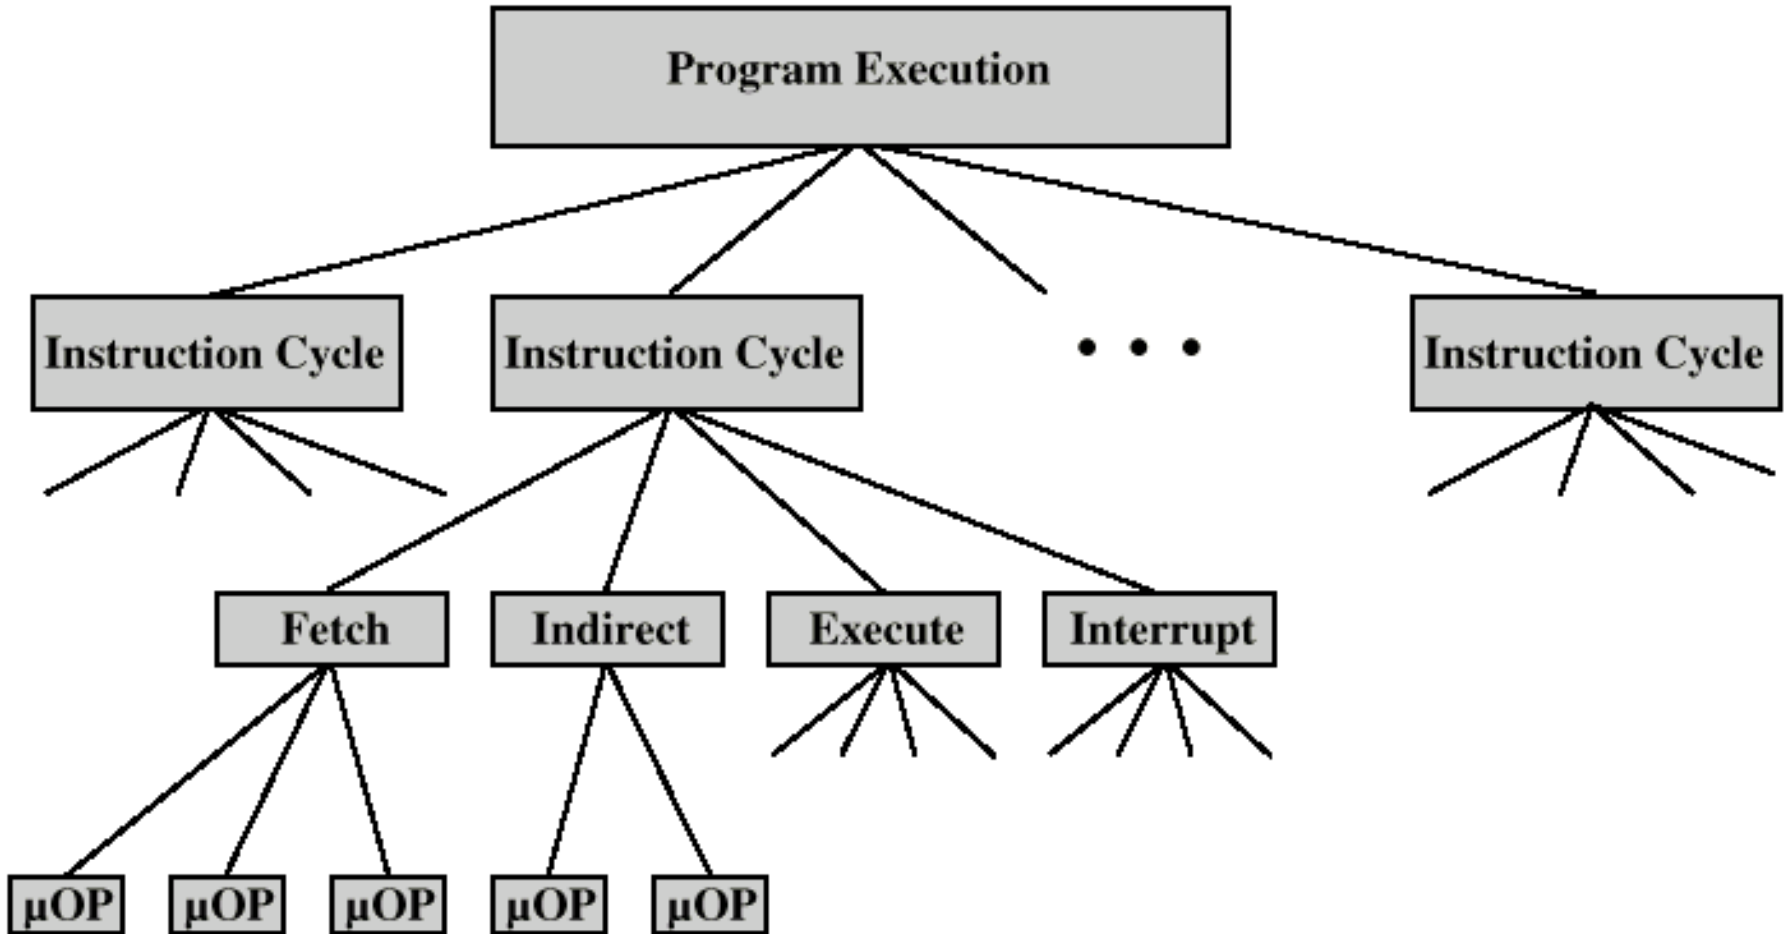 Program Execution
Instruction Cycle
Instruction Cycle
• • •
Instruction Cycle
Fetch
Indirect
Execute
Interrupt
µOP
µOP
µOP
µOP
µOP